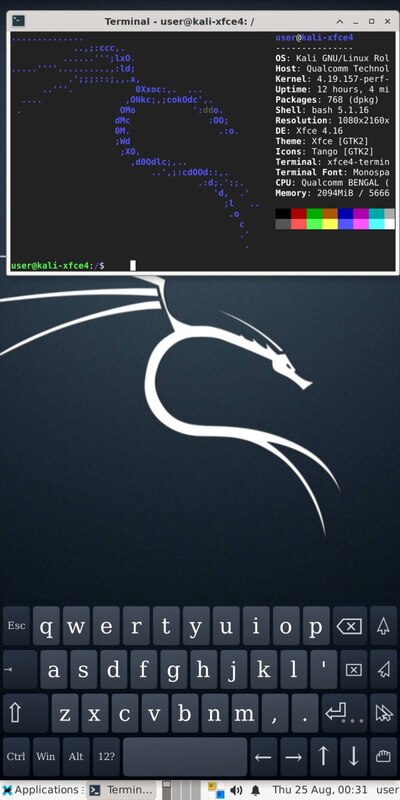 Terminal - user@kali-xfce4: /
user@kali-xfce4
---------------
OS: Kali GNU/Linux Rol
Host: Qualcomm Technol
Kernel: 4.19.157-perf-
Uptime: 12 hours, 4 mi
Packages: 768 (dpkg)
Shell: bash 5.1.16
Resolution: 1080x2160x
DE: Xfce 4.16
Theme: Xfce [GTK2]
Icons: Tango [GTK2]
Terminal: xfce4-termin
Terminal Font: Monospa
CPU: Qualcomm BENGAL (
Memory: 2094MiB / 5666
user@kali-xfce4:/$
Esc q w e r t y u i o p
a s d f g h j k l '
z x c v b n m , .
Ctrl Win Alt 12?
Applications Termin... Thu 25 Aug, 00:31 user